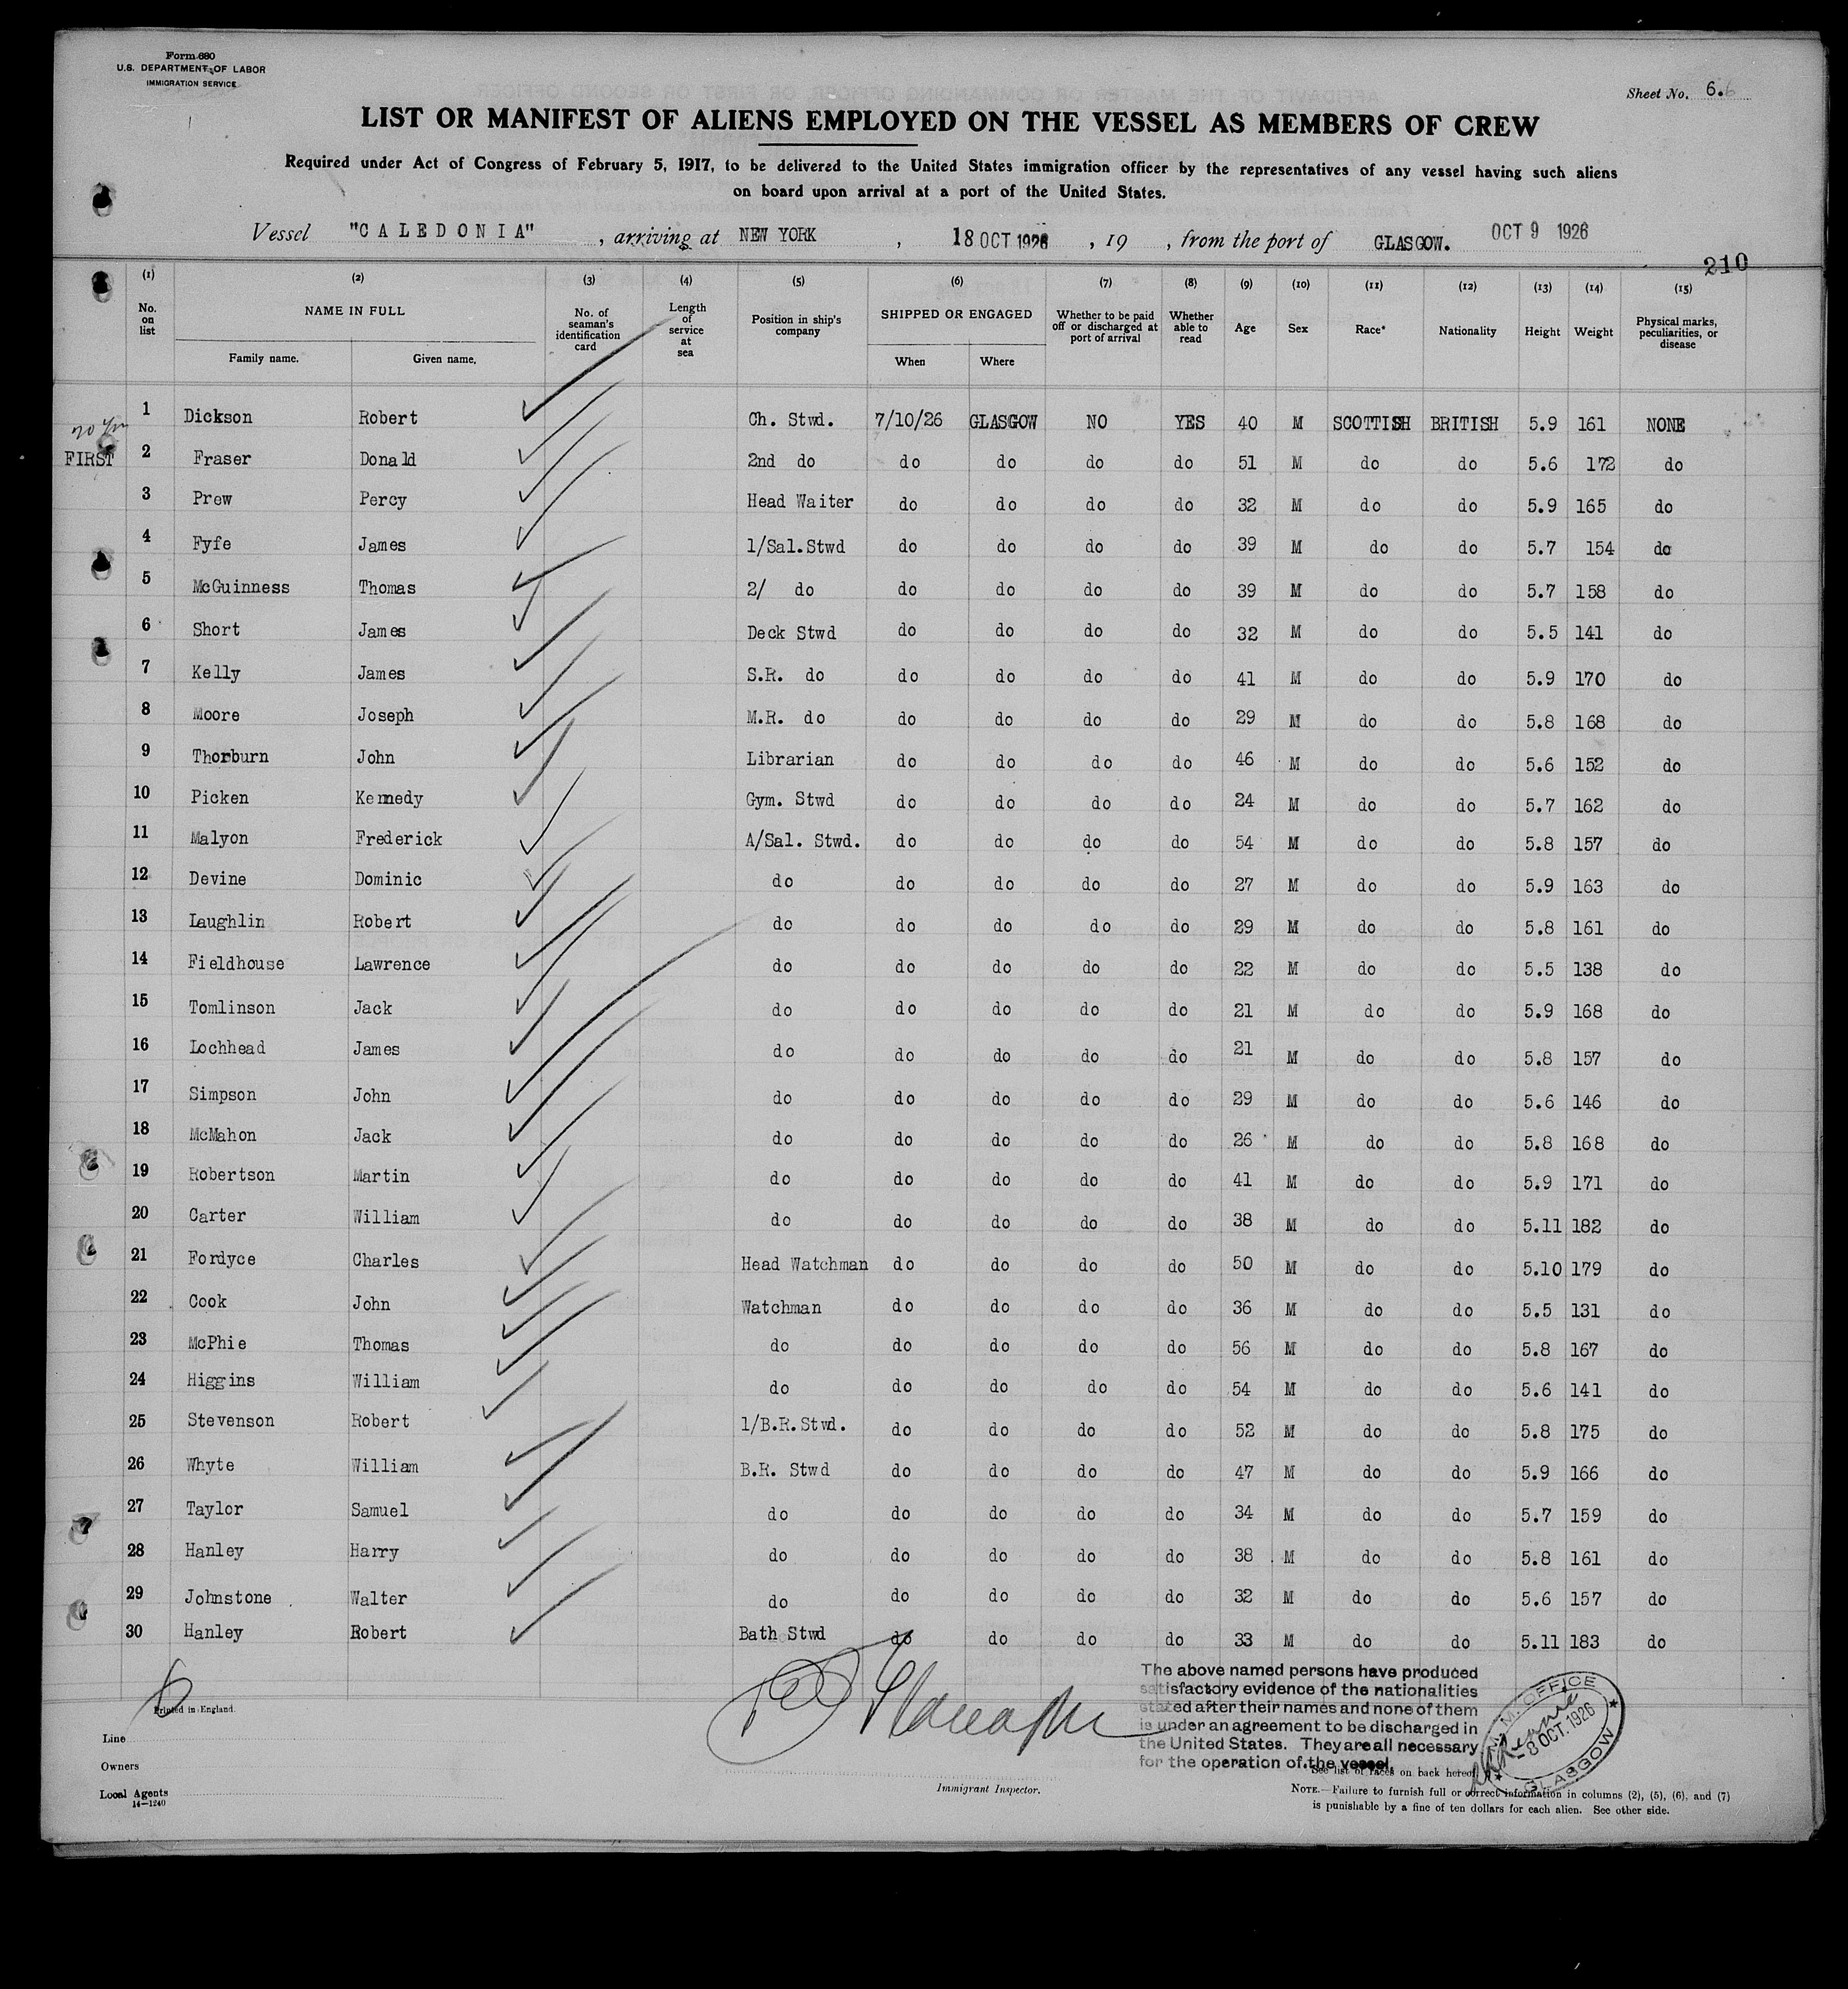 Form 680
U.S. DEPARTMENT OF LABOR
IMMIGRATION SERVICE
Sheet No. 6.6
LIST OR MANIFEST OF ALIENS EMPLOYED ON THE VESSEL AS MEMBERS OF CREW
Required under Act of Congress of February 5, 1917, to be delivered to the United States immigration officer by the representatives of any vessel having such aliens
on board upon arrival at a port of the United States.
Vessel "CALEDONIA" , arriving at NEW YORK , 18 OCT 1926 , 19 , from the port of GLASGOW. OCT 9 1926
210
(1) (2) (3) (4) (5) (6) (7) (8) (9) (10) (11) (12) (13) (14) (15)
No. on list NAME IN FULL No. of seaman's identification card Length of service at sea Position in ship's company SHIPPED OR ENGAGED Whether to be paid off or discharged at port of arrival Whether able to read Age Sex Race* Nationality Height Weight Physical marks, peculiarities, or disease
Family name. Given name. When Where
1 Dickson Robert Ch. Stwd. 7/10/26 GLASGOW NO YES 40 M SCOTTISH BRITISH 5.9 161 NONE
FIRST 2 Fraser Donald 2nd do do do do do 51 M do do 5.6 172 do
3 Prew Percy Head Waiter do do do do 32 M do do 5.9 165 do
4 Fyfe James 1/Sal.Stwd do do do do 39 M do do 5.7 154 do
5 McGuinness Thomas 2/ do do do do do 39 M do do 5.7 158 do
6 Short James Deck Stwd do do do do 32 M do do 5.5 141 do
7 Kelly James S.R. do do do do do 41 M do do 5.9 170 do
8 Moore Joseph M.R. do do do do do 29 M do do 5.8 168 do
9 Thorburn John Librarian do do do do 46 M do do 5.6 152 do
10 Picken Kennedy Gym. Stwd do do do do 24 M do do 5.7 162 do
11 Malyon Frederick A/Sal. Stwd. do do do do 54 M do do 5.8 157 do
12 Devine Dominic do do do do do 27 M do do 5.9 163 do
13 Laughlin Robert do do do do do 29 M do do 5.8 161 do
14 Fieldhouse Lawrence do do do do do 22 M do do 5.5 138 do
15 Tomlinson Jack do do do do do 21 M do do 5.9 168 do
16 Lochhead James do do do do do 21 M do do 5.8 157 do
17 Simpson John do do do do do 29 M do do 5.6 146 do
18 McMahon Jack do do do do do 26 M do do 5.8 168 do
19 Robertson Martin do do do do do 41 M do do 5.9 171 do
20 Carter William do do do do do 38 M do do 5.11 182 do
21 Fordyce Charles Head Watchman do do do do 50 M do do 5.10 179 do
22 Cook John Watchman do do do do 36 M do do 5.5 131 do
23 McPhie Thomas do do do do do 56 M do do 5.8 167 do
24 Higgins William do do do do do 54 M do do 5.6 141 do
25 Stevenson Robert 1/B.R.Stwd. do do do do 52 M do do 5.8 175 do
26 Whyte William B.R. Stwd do do do do 47 M do do 5.9 166 do
27 Taylor Samuel do do do do do 34 M do do 5.7 159 do
28 Hanley Harry do do do do do 38 M do do 5.8 161 do
29 Johnstone Walter do do do do do 32 M do do 5.6 157 do
30 Hanley Robert Bath Stwd do do do do 33 M do do 5.11 183 do
The above named persons have produced
satisfactory evidence of the nationalities
stated after their names and none of them
is under an agreement to be discharged in
the United States. They are all necessary
for the operation of the vessel.
M.M. OFFICE
8 OCT. 1926
GLASGOW
Printed in England.
Line
Owners
Local Agents
14—1240
Immigrant Inspector.
See list of races on back hereof.
NOTE.—Failure to furnish full or correct information in columns (2), (5), (6), and (7)
is punishable by a fine of ten dollars for each alien. See other side.